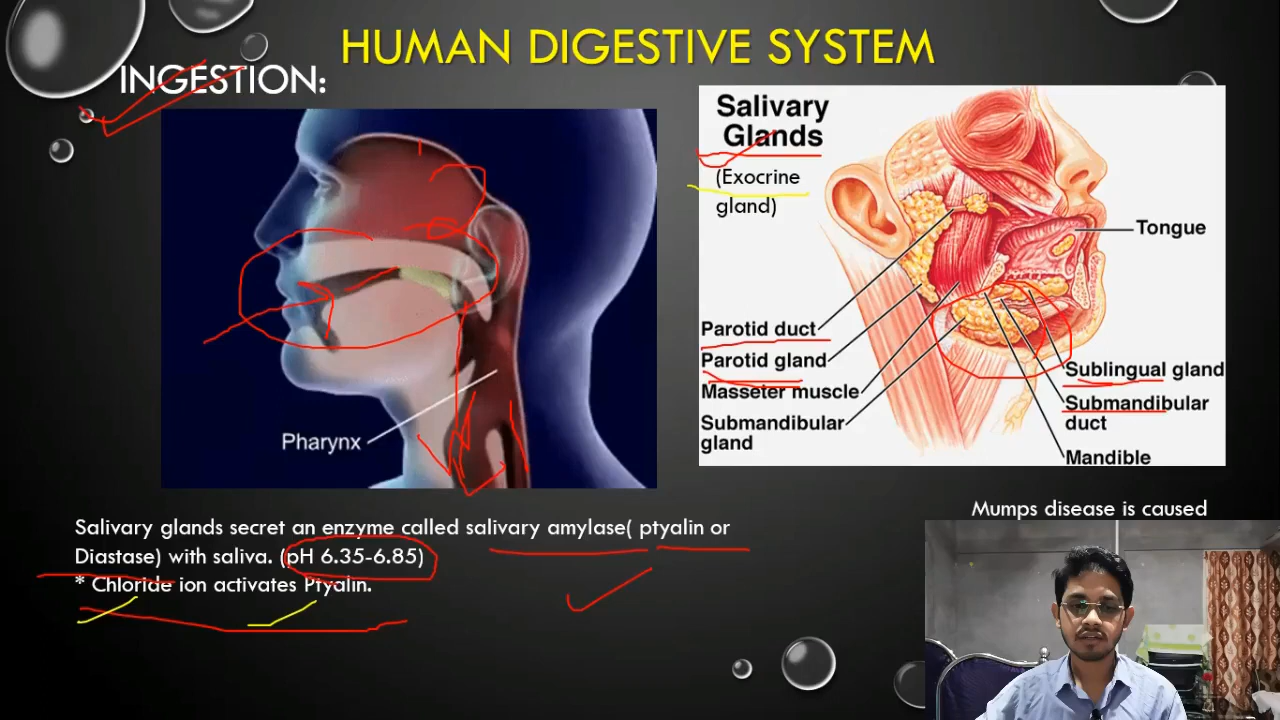 HUMAN DIGESTIVE SYSTEM
INGESTION:
Pharynx
Salivary
Glands
(Exocrine
gland)
Tongue
Parotid duct
Parotid gland
Masseter muscle
Submandibular
gland
Sublingual gland
Submandibular
duct
Mandible
Salivary glands secret an enzyme called salivary amylase( ptyalin or
Diastase) with saliva. (pH 6.35-6.85)
* Chloride ion activates Ptyalin.
Mumps disease is caused